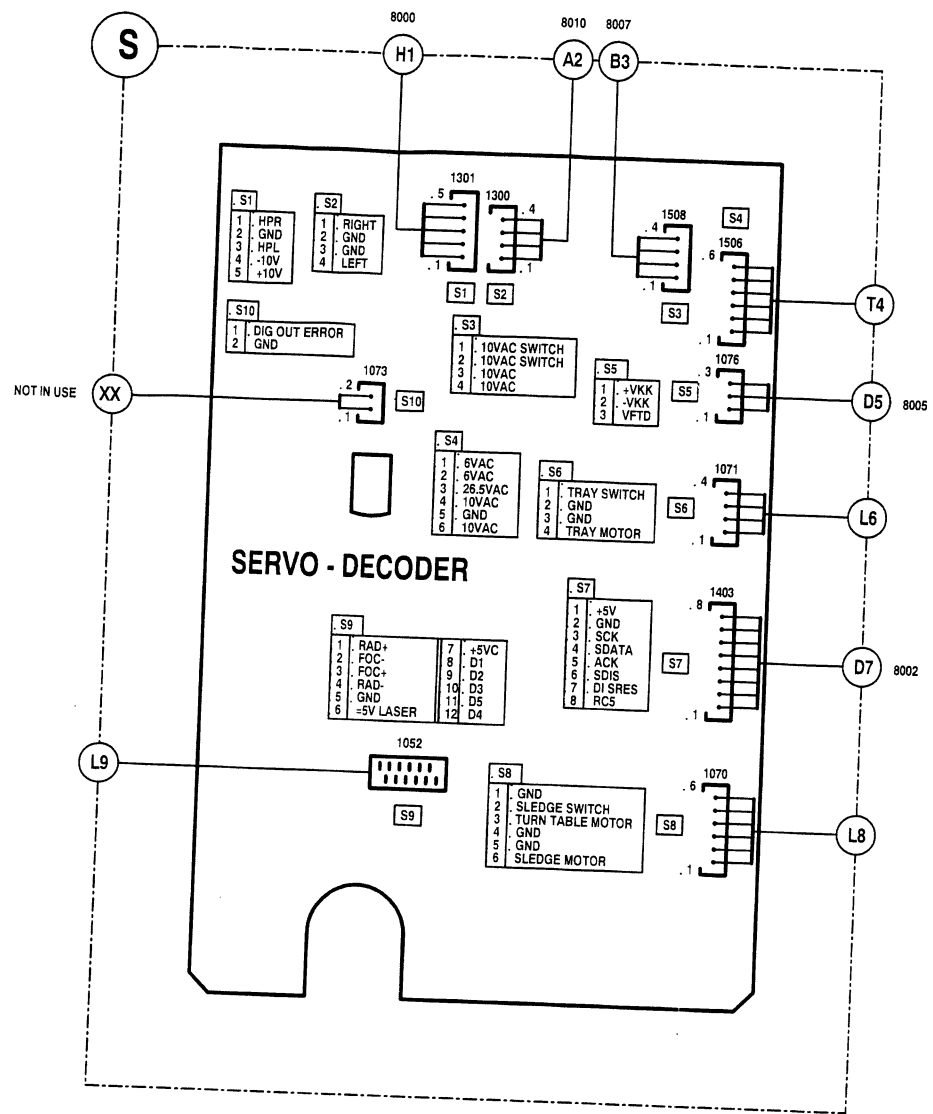 8000
8010
8007
S
H1
A2
B3
1301
1300
1508
1506
. S1
1 . HPR
2 GND
3 HPL
4 -10V
5 +10V
. S2
1 . RIGHT
2 GND
3 GND
4 LEFT
. 5
. 1
. 4
. 1
. 4
. 1
S4
. 6
. 1
S1
S2
S3
T4
. S10
1 . DIG OUT ERROR
2 GND
. S3
1 . 10VAC SWITCH
2 . 10VAC SWITCH
3 . 10VAC
4 10VAC
. S5
1 . +VKK
2 . -VKK
3 VFTD
S5
1076
. 3
. 1
D5
8005
NOT IN USE
XX
1073
. 2
. 1
S10
. S4
1 . 6VAC
2 . 6VAC
3 . 26.5VAC
4 . 10VAC
5 . GND
6 10VAC
. S6
1 . TRAY SWITCH
2 . GND
3 . GND
4 TRAY MOTOR
S6
1071
. 4
. 1
L6
SERVO - DECODER
. S7
1 . +5V
2 . GND
3 . SCK
4 . SDATA
5 . ACK
6 . SDIS
7 . DI SRES
8 RC5
S7
1403
. 8
. 1
D7
8002
. S9
1 . RAD+
2 . FOC-
3 . FOC+
4 . RAD-
5 . GND
6 =5V LASER
7 . +5VC
8 . D1
9 . D2
10 . D3
11 . D5
12 D4
L9
1052
S9
. S8
1 . GND
2 . SLEDGE SWITCH
3 . TURN TABLE MOTOR
4 . GND
5 . GND
6 SLEDGE MOTOR
S8
1070
. 6
. 1
L8